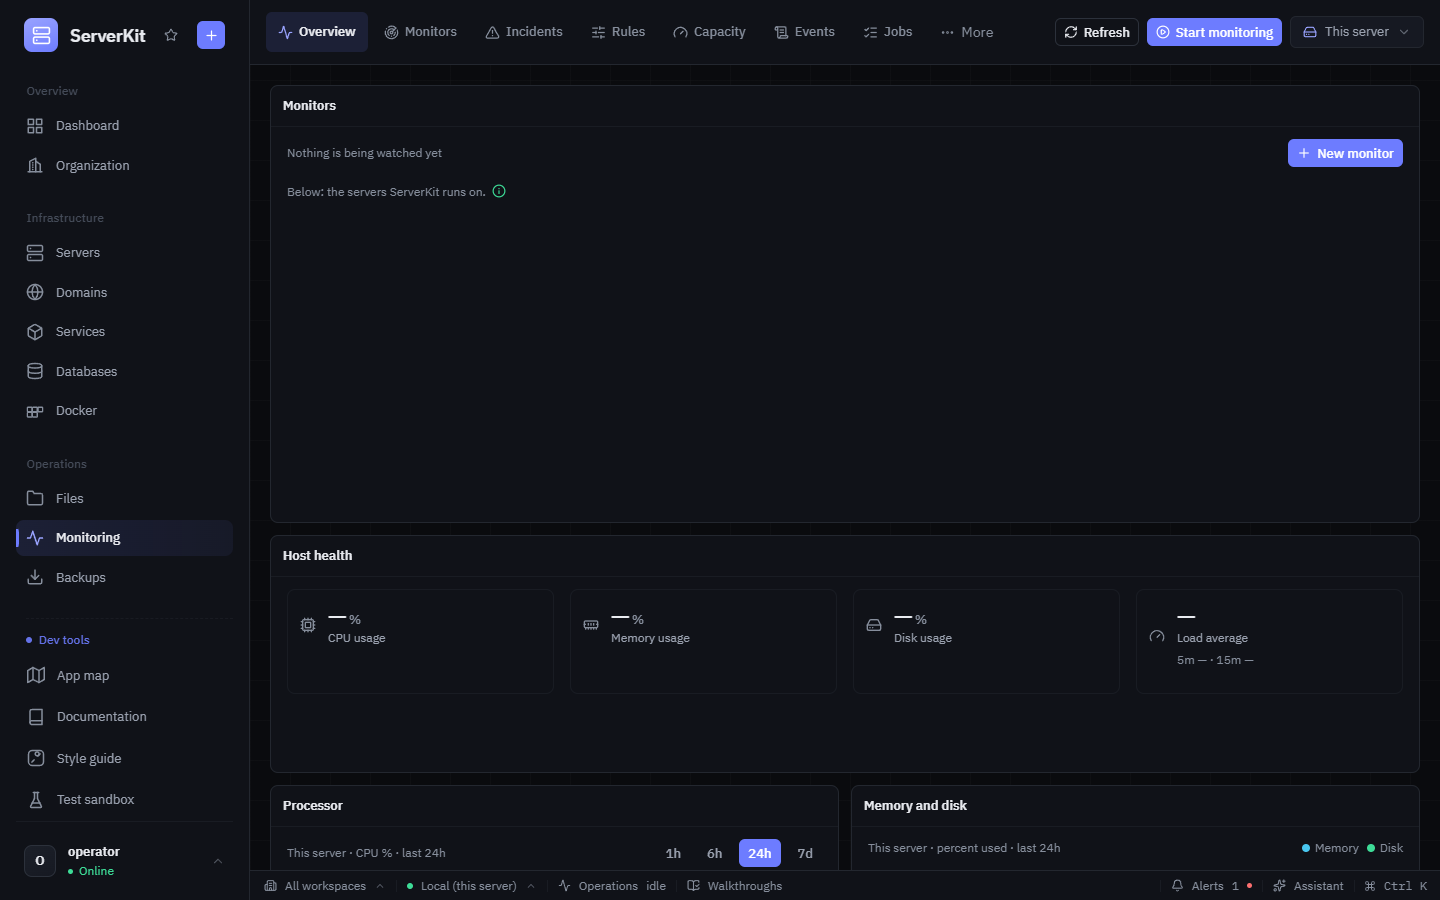 ServerKit
Overview
Dashboard
Organization
Infrastructure
Servers
Domains
Services
Databases
Docker
Operations
Files
Monitoring
Backups
Dev tools
App map
Documentation
Style guide
Test sandbox
O
operator
Online
Overview Monitors Incidents Rules Capacity Events Jobs More Refresh Start monitoring This server
Monitors
Nothing is being watched yet
New monitor
Below: the servers ServerKit runs on.
Host health
— %
CPU usage
— %
Memory usage
— %
Disk usage
—
Load average
5m — · 15m —
Processor
This server · CPU % · last 24h
1h 6h 24h 7d
Memory and disk
This server · percent used · last 24h
Memory Disk
All workspaces Local (this server) Operations idle Walkthroughs Alerts 1 Assistant ⌘ Ctrl K